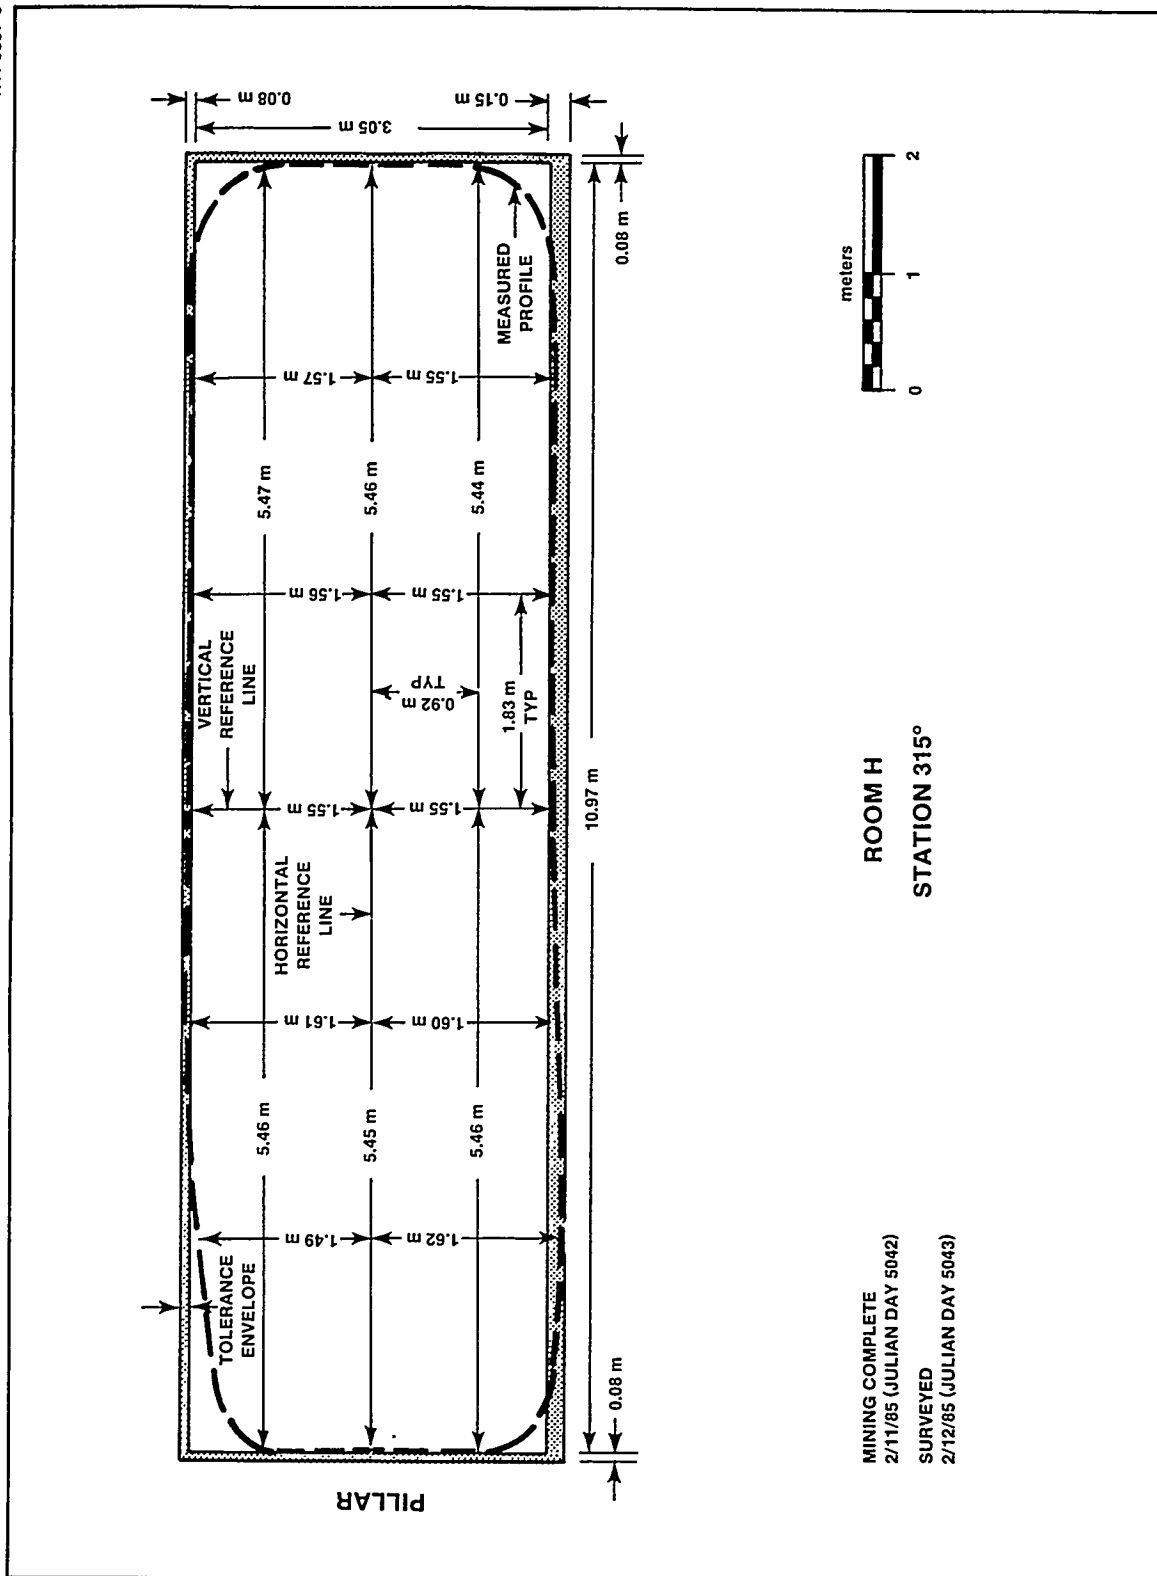 0.08 m
0.15 m
3.05 m
0.08 m
MEASURED
PROFILE
1.57 m
1.55 m
5.47 m
5.46 m
5.44 m
1.56 m
1.55 m
VERTICAL
REFERENCE
LINE
0.92 m
TYP
1.83 m
TYP
1.55 m
1.55 m
10.97 m
HORIZONTAL
REFERENCE
LINE
1.61 m
1.60 m
5.46 m
5.45 m
5.46 m
1.49 m
1.62 m
TOLERANCE
ENVELOPE
0.08 m
PILLAR
meters
0
1
2
ROOM H
STATION 315°
MINING COMPLETE
2/11/85 (JULIAN DAY 5042)
SURVEYED
2/12/85 (JULIAN DAY 5043)